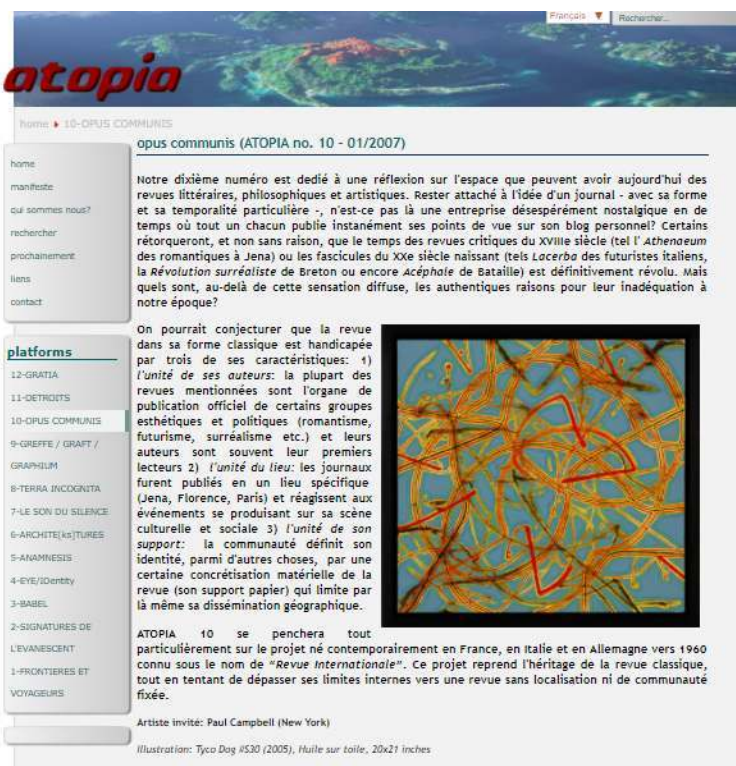 Français ▼ Rechercher...
atopia
home ▸ 10-OPUS COMMUNIS
home
manifeste
qui sommes nous?
rechercher
prochainement
liens
contact
platforms
12-GRATIA
11-DETROITS
10-OPUS COMMUNIS
9-GREFFE / GRAFT /
GRAPHIUM
8-TERRA INCOGNITA
7-LE SON DU SILENCE
6-ARCHITE[ks]TURES
5-ANAMNESIS
4-EYE/IDentity
3-BABEL
2-SIGNATURES DE
L'EVANESCENT
1-FRONTIERES ET
VOYAGEURS
opus communis (ATOPIA no. 10 - 01/2007)
Notre dixième numéro est dedié à une réflexion sur l'espace que peuvent avoir aujourd'hui des
revues littéraires, philosophiques et artistiques. Rester attaché à l'idée d'un journal - avec sa forme
et sa temporalité particulière -, n'est-ce pas là une entreprise désespérément nostalgique en de
temps où tout un chacun publie instanément ses points de vue sur son blog personnel? Certains
rétorqueront, et non sans raison, que le temps des revues critiques du XVIIIe siècle (tel l' Athenaeum
des romantiques à Jena) ou les fascicules du XXe siècle naissant (tels Lacerba des futuristes italiens,
la Révolution surréaliste de Breton ou encore Acéphale de Bataille) est définitivement révolu. Mais
quels sont, au-delà de cette sensation diffuse, les authentiques raisons pour leur inadéquation à
notre époque?
On pourrait conjecturer que la revue
dans sa forme classique est handicapée
par trois de ses caractéristiques: 1)
l'unité de ses auteurs: la plupart des
revues mentionnées sont l'organe de
publication officiel de certains groupes
esthétiques et politiques (romantisme,
futurisme, surréalisme etc.) et leurs
auteurs sont souvent leur premiers
lecteurs 2) l'unité du lieu: les journaux
furent publiés en un lieu spécifique
(Jena, Florence, Paris) et réagissent aux
événements se produisant sur sa scène
culturelle et sociale 3) l'unité de son
support: la communauté définit son
identité, parmi d'autres choses, par une
certaine concrétisation matérielle de la
revue (son support papier) qui limite par
là même sa dissémination géographique.
ATOPIA 10 se penchera tout
particulièrement sur le projet né contemporairement en France, en Italie et en Allemagne vers 1960
connu sous le nom de “Revue Internationale”. Ce projet reprend l'héritage de la revue classique,
tout en tentant de dépasser ses limites internes vers une revue sans localisation ni de communauté
fixée.
Artiste invité: Paul Campbell (New York)
Illustration: Tyco Dog #S30 (2005), Huile sur toile, 20x21 inches